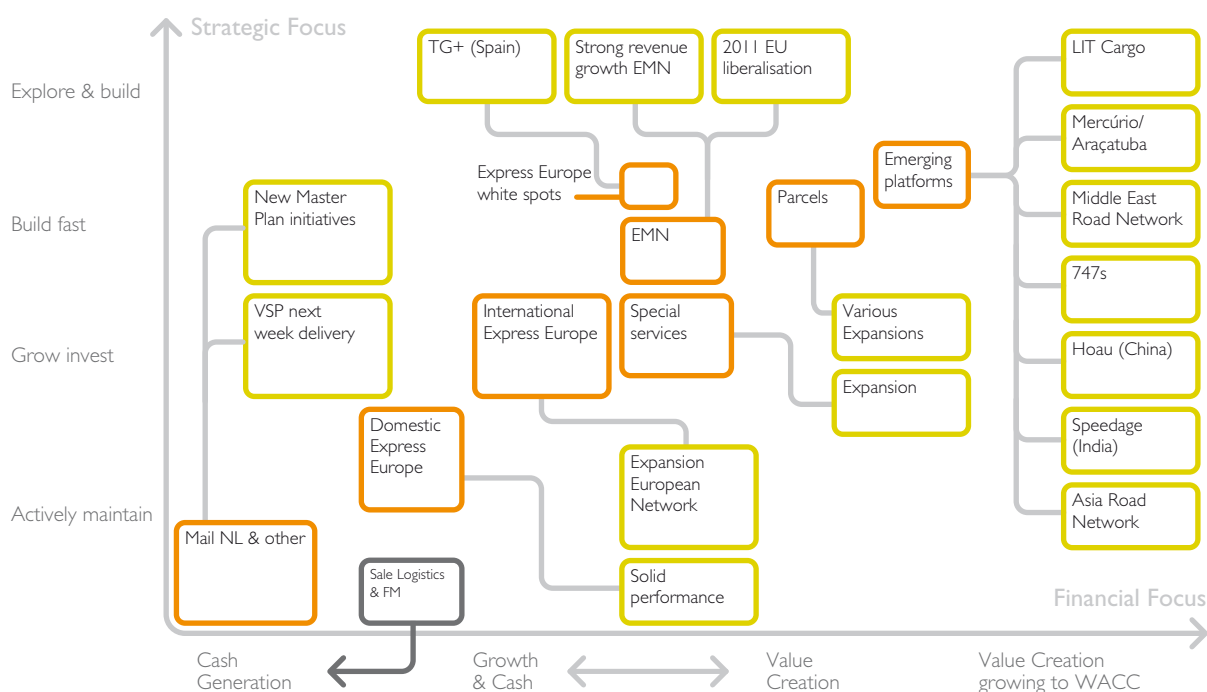 Strategic Focus
Explore & build
Build fast
Grow invest
Actively maintain
TG+ (Spain)
Strong revenue
growth EMN
2011 EU
liberalisation
LIT Cargo
Mercúrio/
Araçatuba
Emerging
platforms
Express Europe
white spots
New Master
Plan initiatives
Parcels
Middle East
Road Network
EMN
747s
VSP next
week delivery
International
Express Europe
Special
services
Various
Expansions
Hoau (China)
Expansion
Domestic
Express
Europe
Speedage
(India)
Expansion
European
Network
Asia Road
Network
Mail NL & other
Sale Logistics
& FM
Solid
performance
Financial Focus
Cash
Generation
Growth
& Cash
Value
Creation
Value Creation
growing to WACC